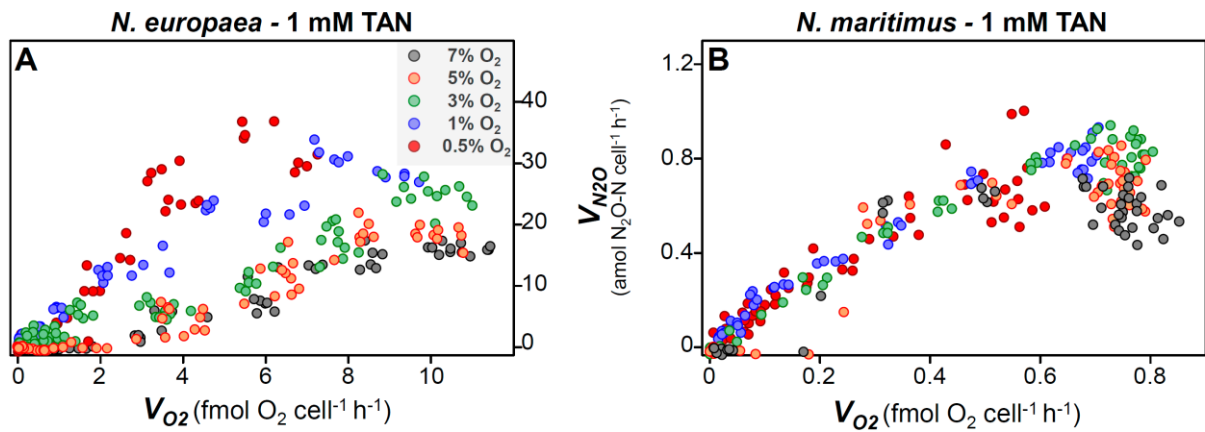 N. europaea - 1 mM TAN
A
7% O₂
5% O₂
3% O₂
1% O₂
0.5% O₂
40
30
20
10
0
0 2 4 6 8 10
V_O2 (fmol O₂ cell⁻¹ h⁻¹)
N. maritimus - 1 mM TAN
B
V_N2O
(amol N₂O-N cell⁻¹ h⁻¹)
1.2
0.8
0.4
0
0 0.2 0.4 0.6 0.8
V_O2 (fmol O₂ cell⁻¹ h⁻¹)